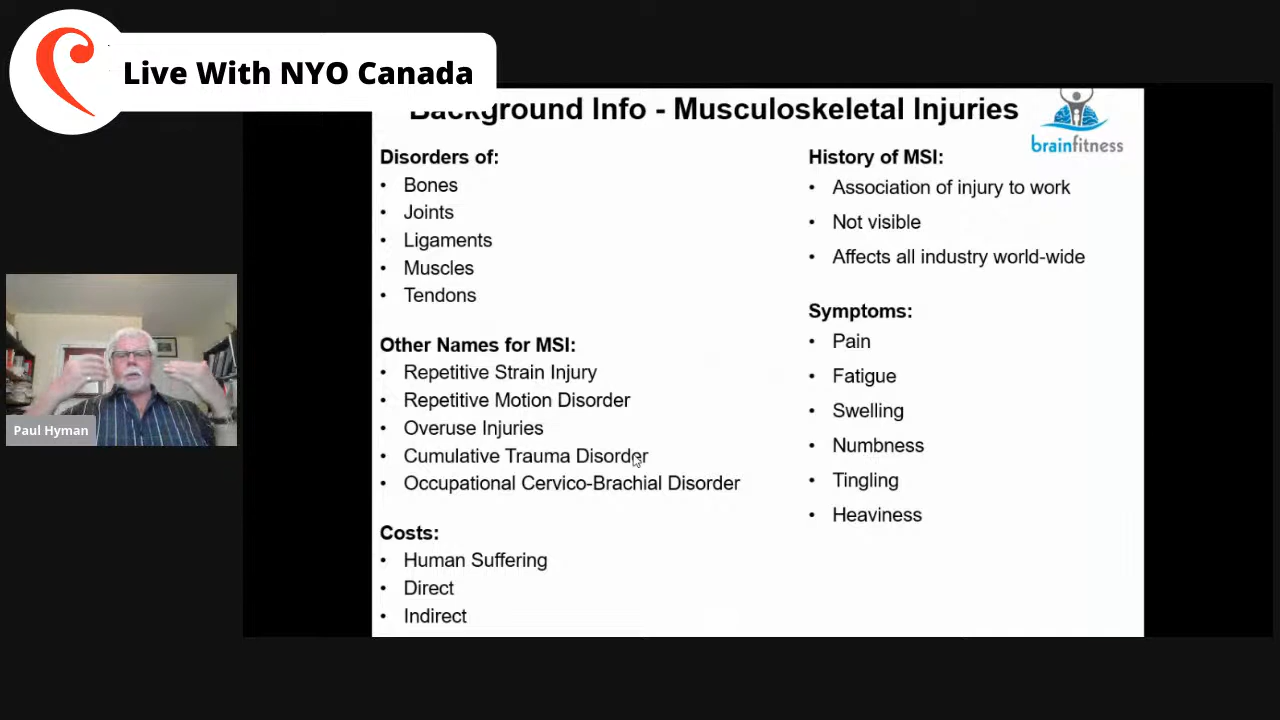 Live With NYO Canada
Background Info - Musculoskeletal Injuries
brainfitness
Disorders of:
• Bones
• Joints
• Ligaments
• Muscles
• Tendons
Other Names for MSI:
• Repetitive Strain Injury
• Repetitive Motion Disorder
• Overuse Injuries
• Cumulative Trauma Disorder
• Occupational Cervico-Brachial Disorder
Costs:
• Human Suffering
• Direct
• Indirect
History of MSI:
• Association of injury to work
• Not visible
• Affects all industry world-wide
Symptoms:
• Pain
• Fatigue
• Swelling
• Numbness
• Tingling
• Heaviness
Paul Hyman